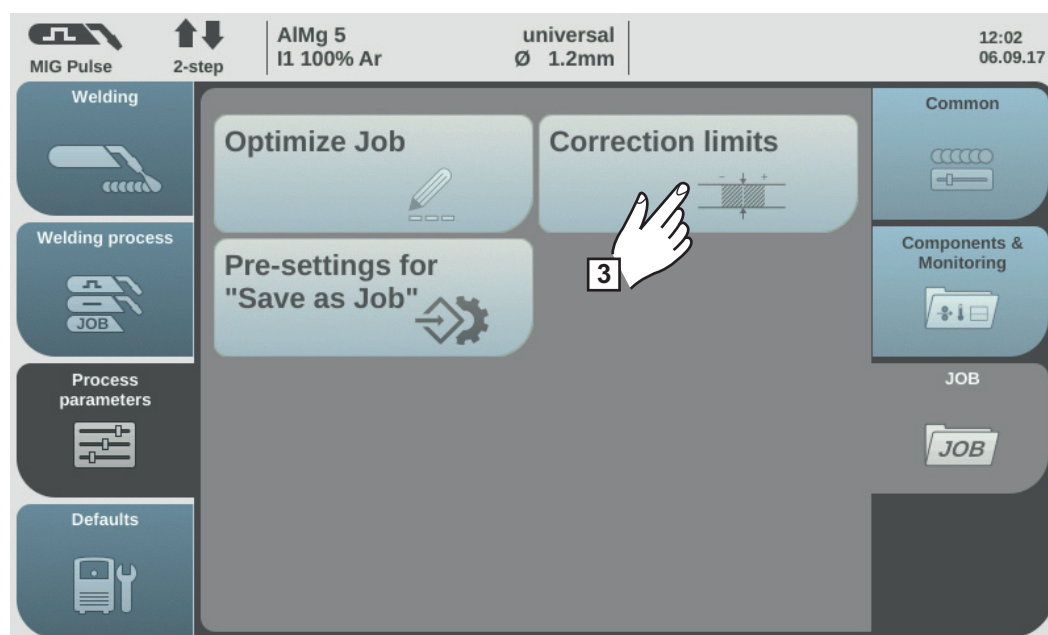 MIG Pulse
2-step
AlMg 5
I1 100% Ar
universal
Ø 1.2mm
12:02
06.09.17
Welding
Welding process
JOB
Process
parameters
Defaults
Optimize Job
Correction limits
- +
3
Pre-settings for
"Save as Job"
Common
Components &
Monitoring
JOB
JOB